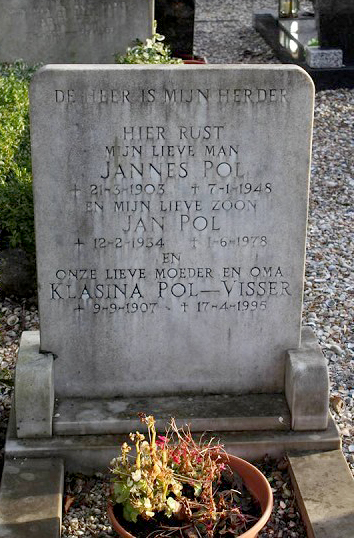 DE HEER IS MIJN HERDER
HIER RUST
MIJN LIEVE MAN
JANNES POL
+ 21-3-1903 + 7-1-1948
EN MIJN LIEVE ZOON
JAN POL
+ 12-2-1934 + 1-6-1978
EN
ONZE LIEVE MOEDER EN OMA
KLASINA POL-VISSER
+ 9-9-1907 + 17-4-1995